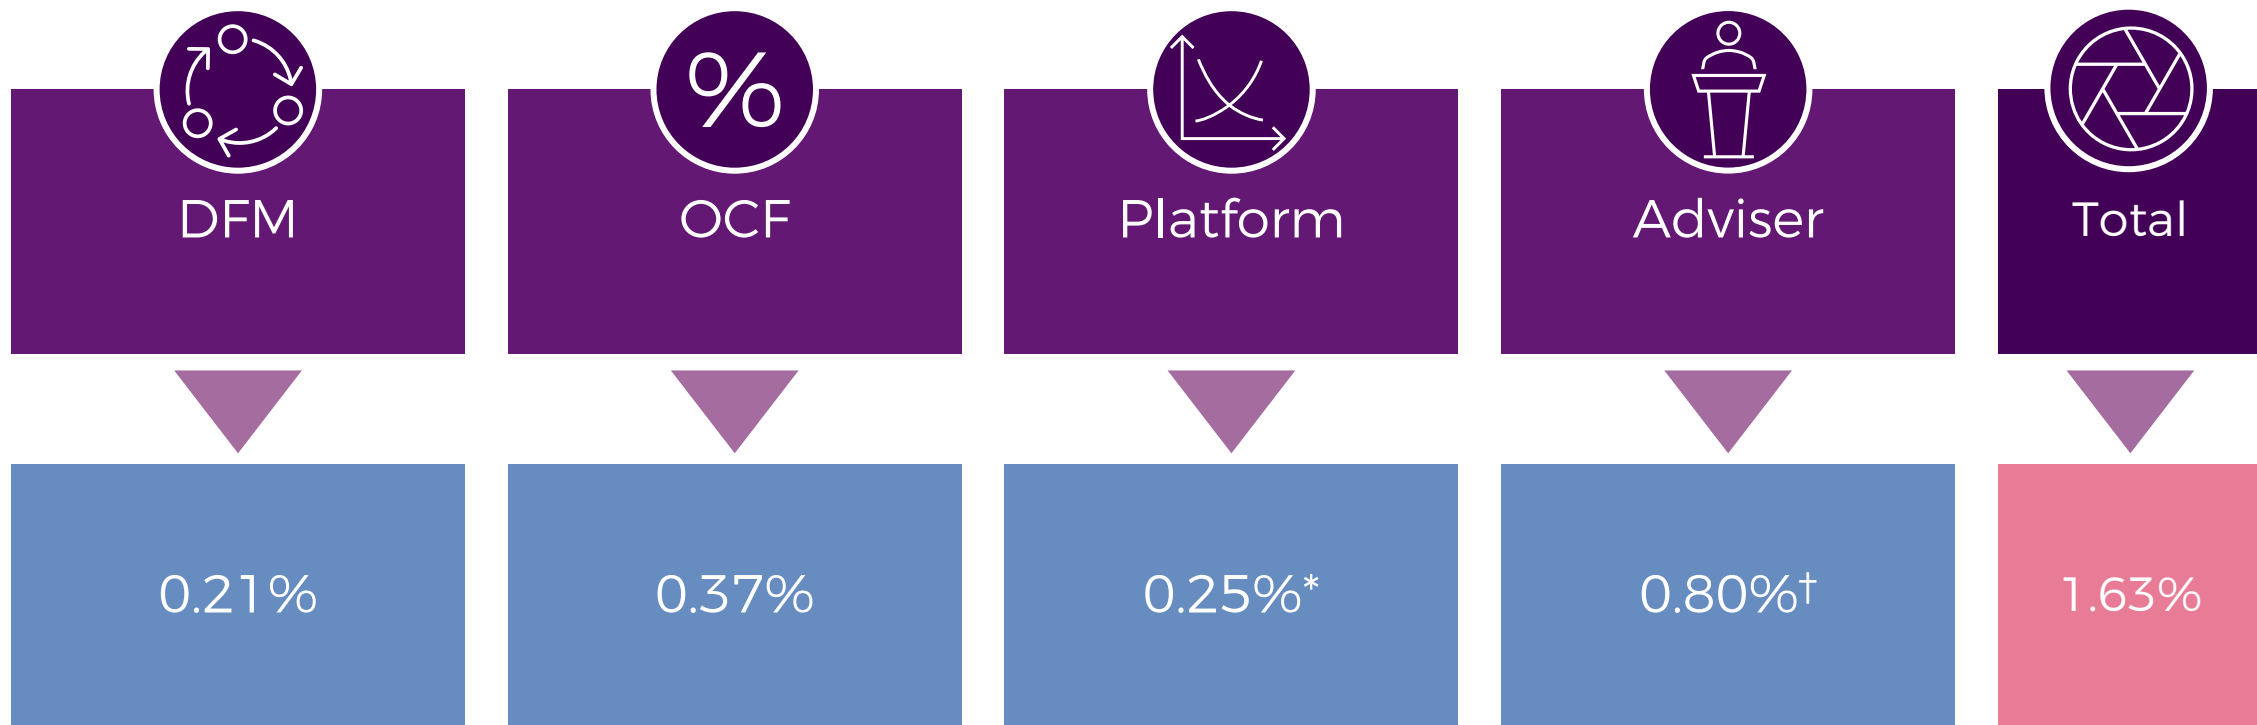 %
DFM
OCF
Platform
Adviser
Total
0.21%
0.37%
0.25%*
0.80%†
1.63%